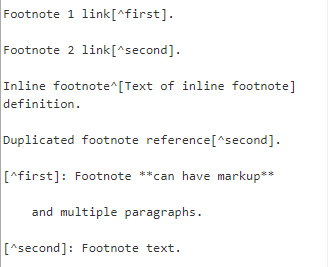 Footnote 1 link[^first].
Footnote 2 link[^second].
Inline footnote^[Text of inline footnote]
definition.
Duplicated footnote reference[^second].
[^first]: Footnote **can have markup**
and multiple paragraphs.
[^second]: Footnote text.